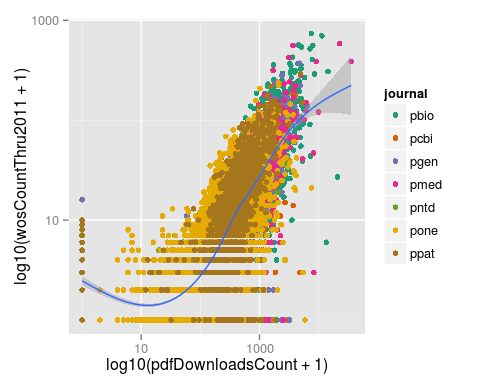 1000
10
log10(wosCountThru2011 + 1)
10
1000
log10(pdfDownloadsCount + 1)
journal
pbio
pcbi
pgen
pmed
pntd
pone
ppat